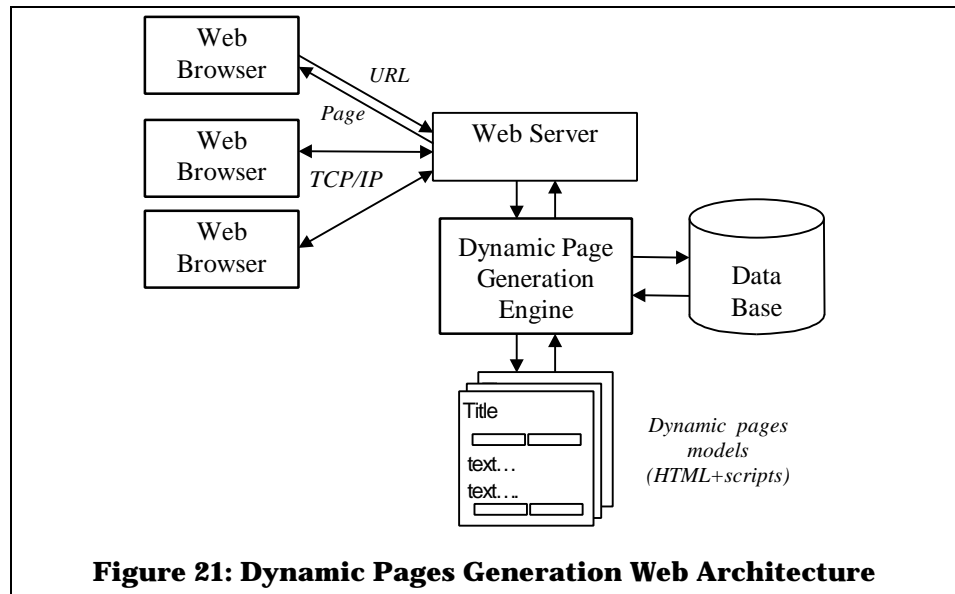 Web
Browser
URL
Page
Web
Browser
TCP/IP
Web
Browser
Web Server
Dynamic Page
Generation
Engine
Data
Base
Title
text…
text….
Dynamic pages
models
(HTML+scripts)
Figure 21: Dynamic Pages Generation Web Architecture